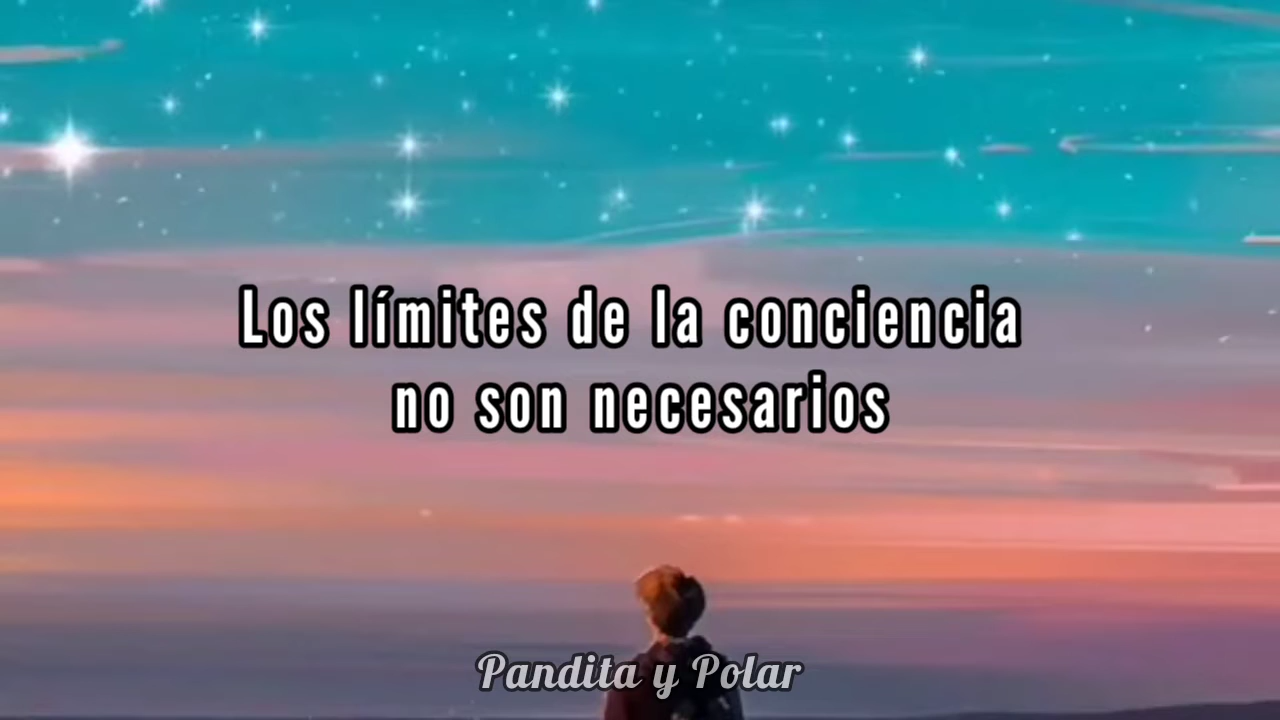 Los límites de la conciencia
no son necesarios
Pandita y Polar